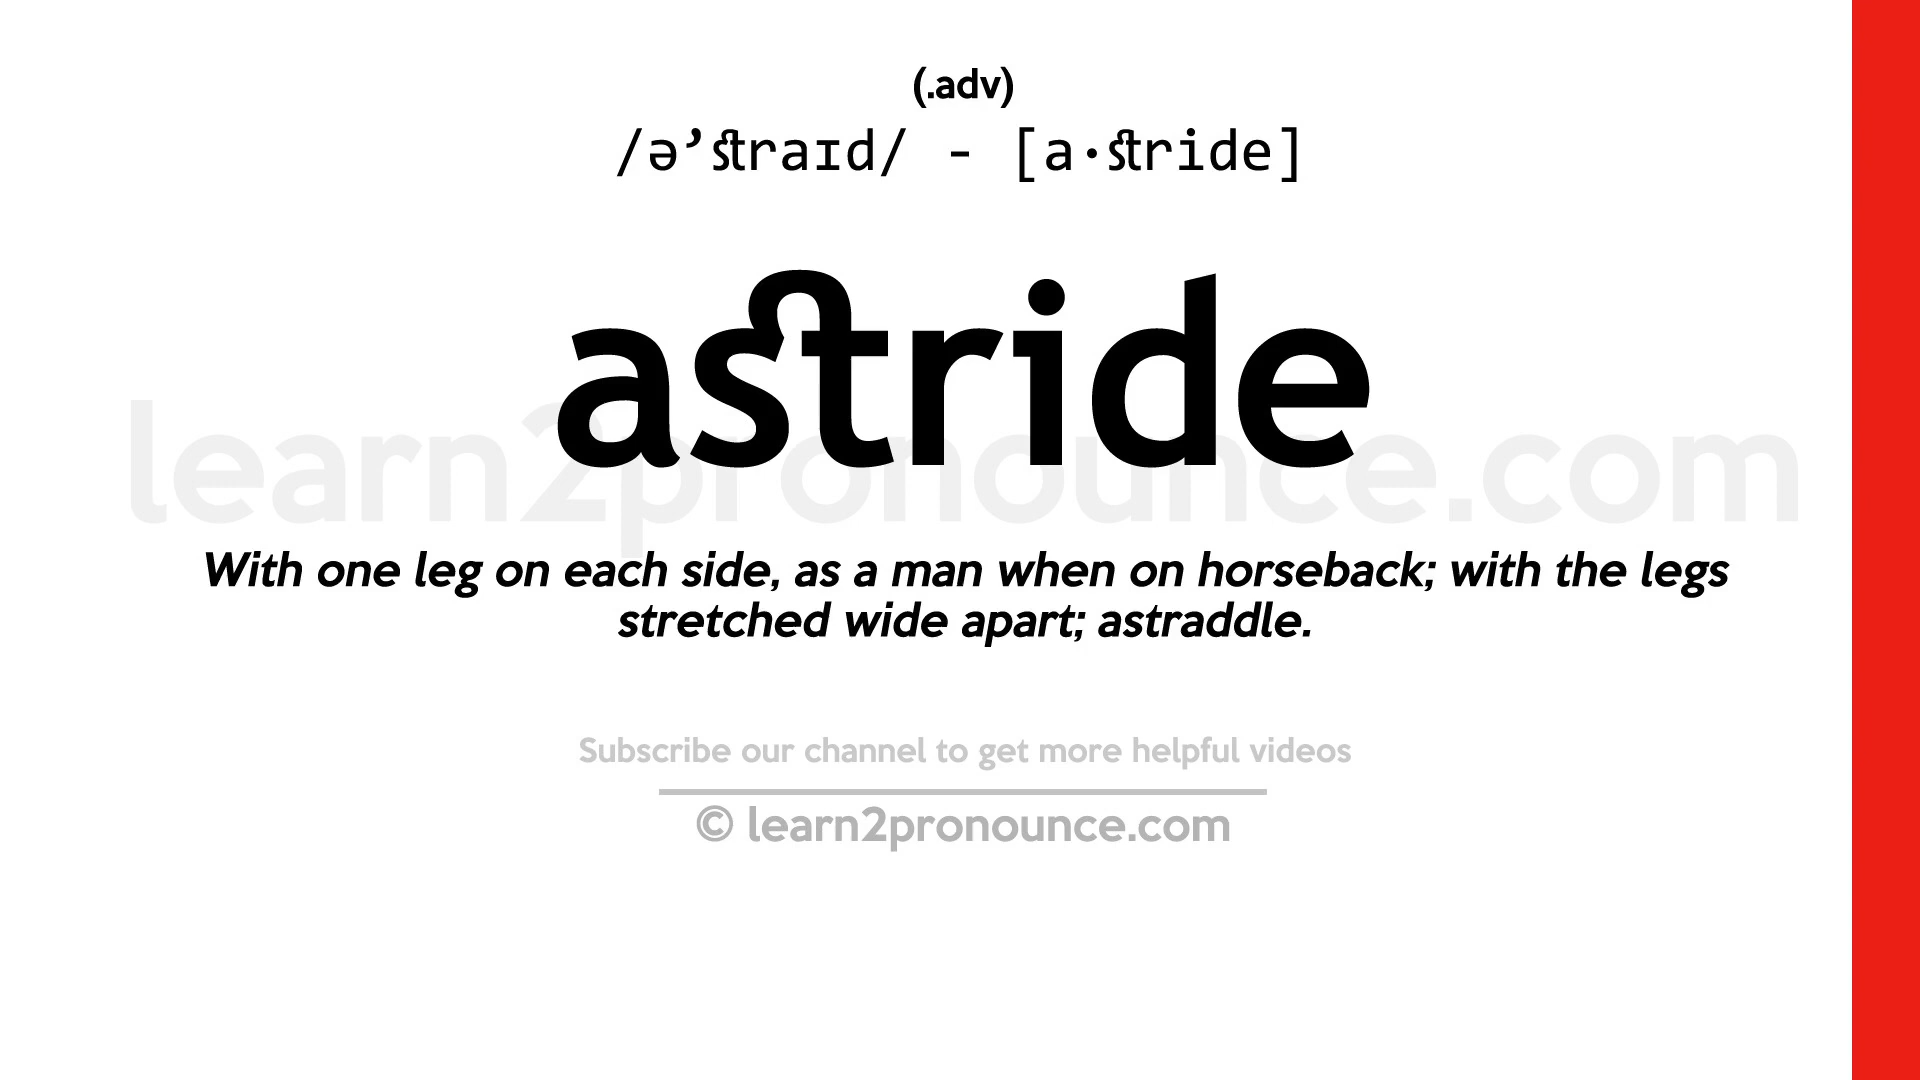 (.adv)
/ə’straɪd/ - [a·stride]
astride
learn2pronounce.com
With one leg on each side, as a man when on horseback; with the legs
stretched wide apart; astraddle.
Subscribe our channel to get more helpful videos
© learn2pronounce.com